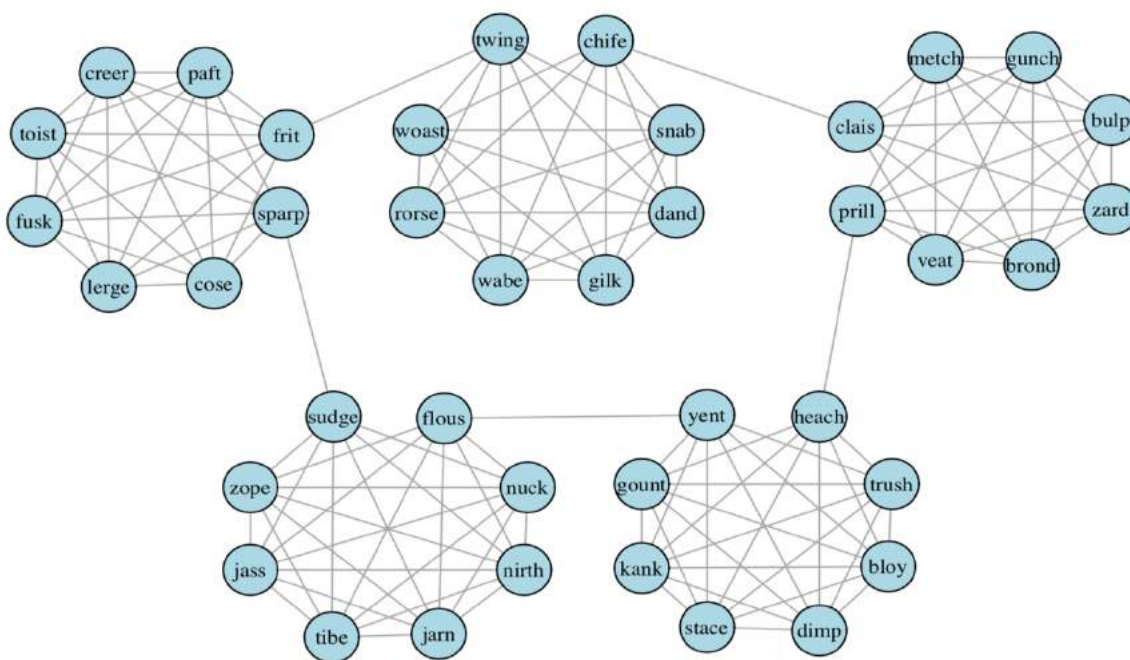 twing
chife
creer
paft
metch
gunch
toist
frit
woast
snab
clais
bulp
fusk
sparp
rorse
dand
prill
zard
lerge
cose
wabe
gilk
veat
brond
sudge
flous
yent
heach
zope
nuck
gount
trush
jass
nirth
kank
bloy
tibe
jarn
stace
dimp